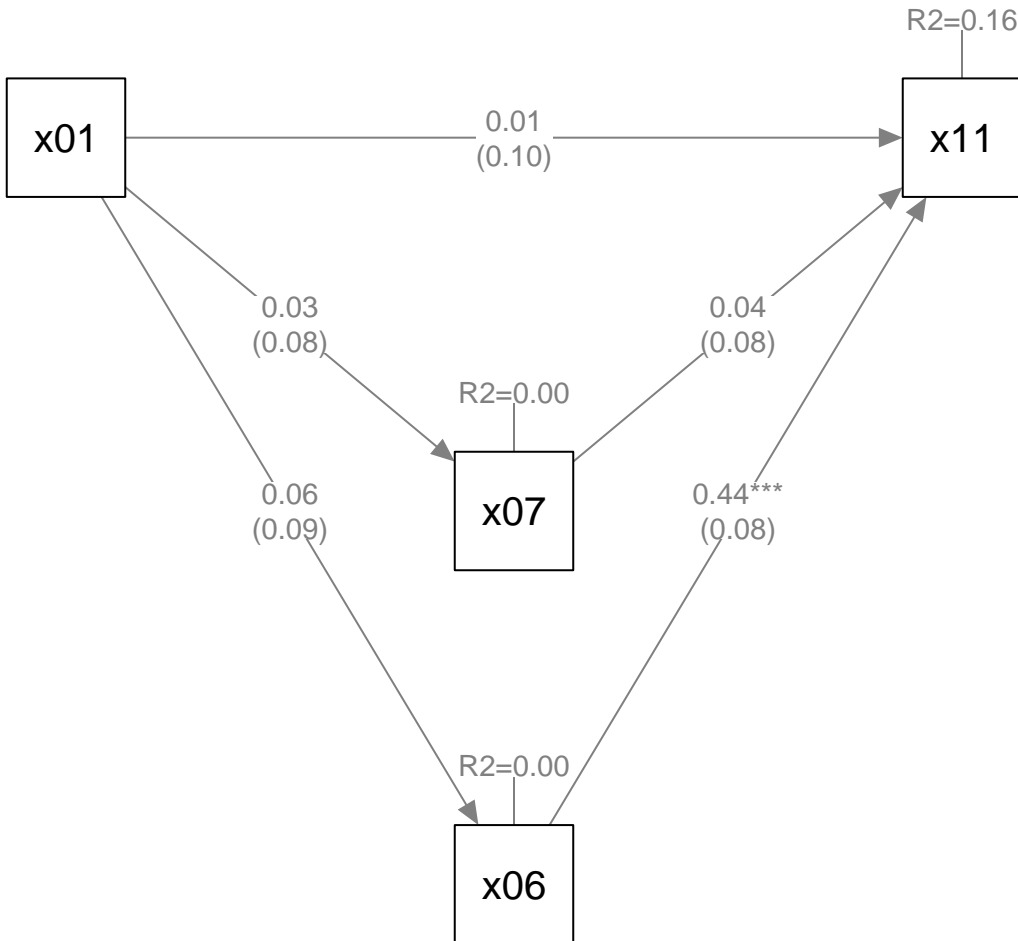 R2=0.16
x01
0.01
(0.10)
x11
0.03
(0.08)
0.04
(0.08)
R2=0.00
0.06
(0.09)
x07
0.44***
(0.08)
R2=0.00
x06